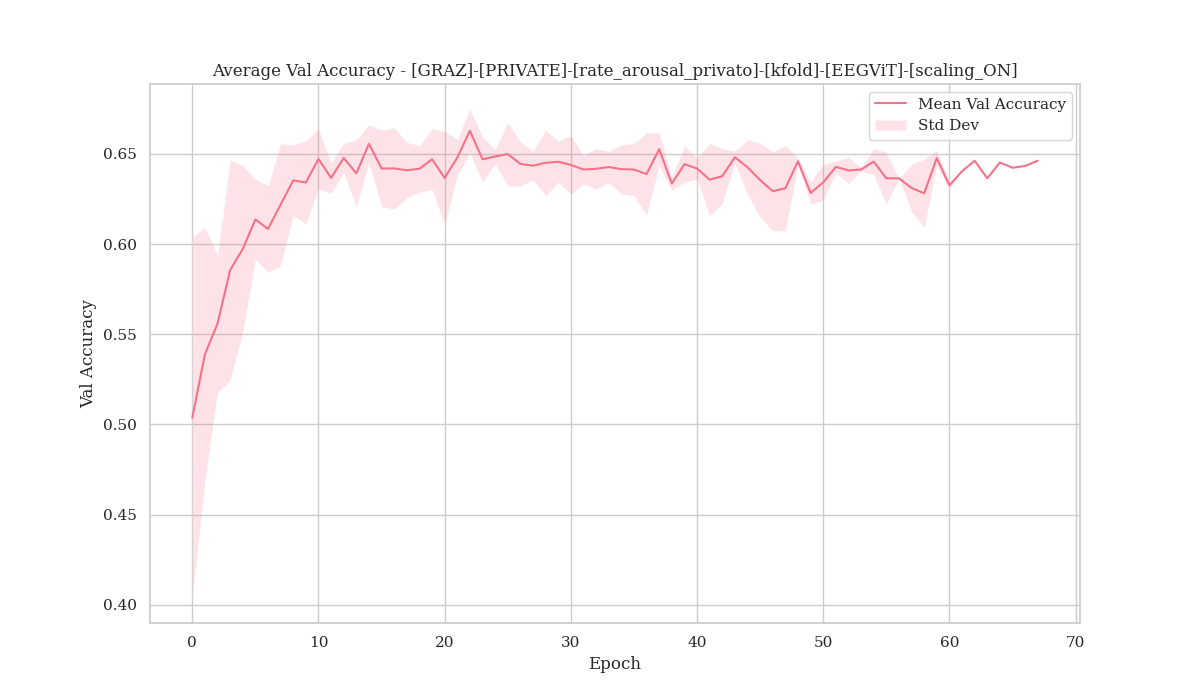 Average Val Accuracy - [GRAZ]-[PRIVATE]-[rate_arousal_privato]-[kfold]-[EEGViT]-[scaling_ON]
Mean Val Accuracy
Std Dev
0.65
0.60
0.55
0.50
0.45
0.40
Val Accuracy
0
10
20
30
40
50
60
70
Epoch